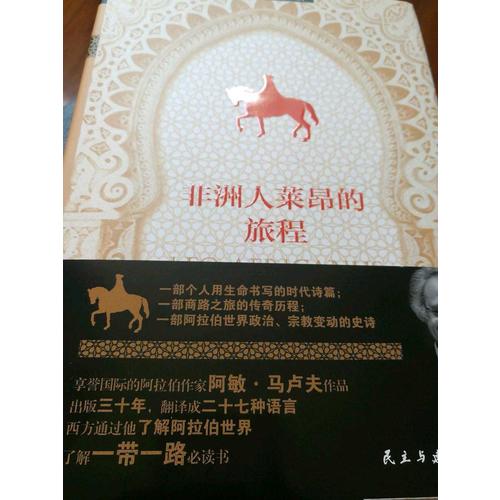 非洲人莱昂的
旅程
LEO AFRICANUS
一部个人用生命书写的时代诗篇；
一部商路之旅的传奇历程；
一部阿拉伯世界政治、宗教变动的史诗
享誉国际的阿拉伯作家阿敏·马卢夫作品
出版三十年，翻译成二十七种语言
西方通过他了解阿拉伯世界
了解一带一路必读书
民主与